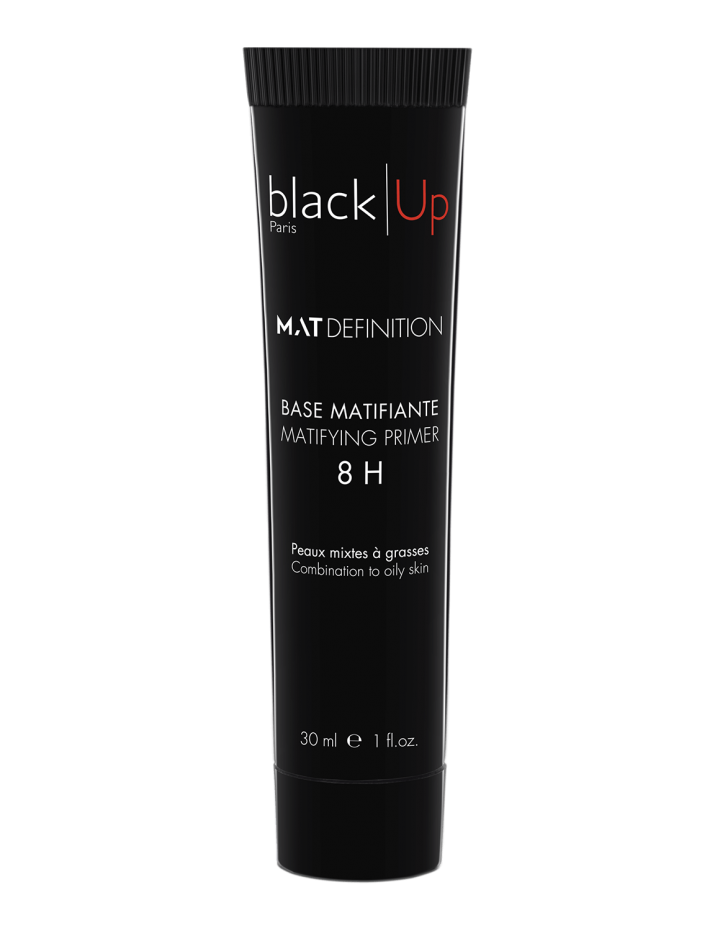 black|Up
Paris
MAT DEFINITION
BASE MATIFIANTE
MATIFYING PRIMER
8 H
Peaux mixtes à grasses
Combination to oily skin
30 ml ℮ 1 fl.oz.